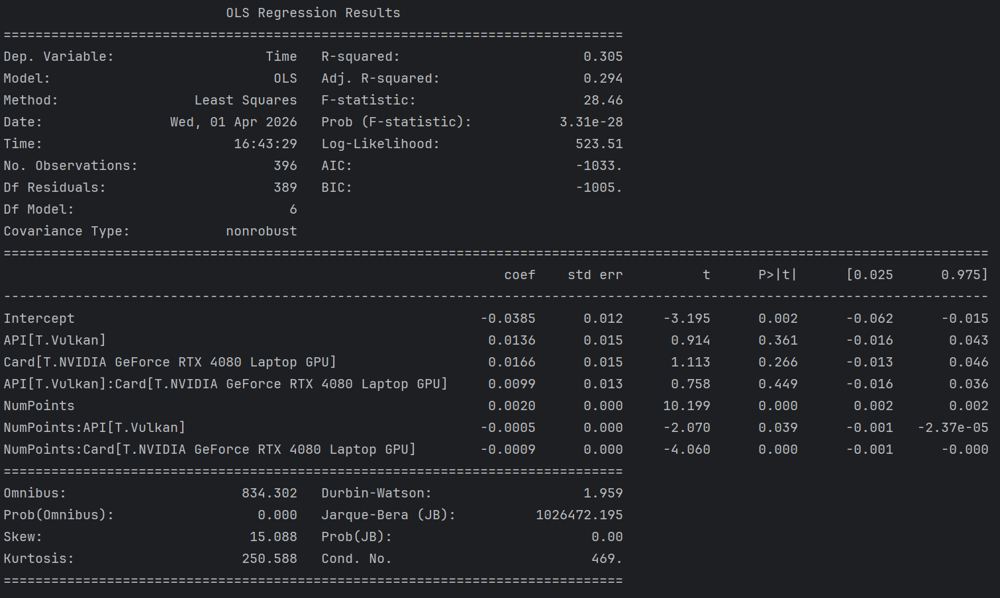 OLS Regression Results
==============================================================================
Dep. Variable:                   Time   R-squared:                       0.305
Model:                            OLS   Adj. R-squared:                  0.294
Method:                 Least Squares   F-statistic:                     28.46
Date:                Wed, 01 Apr 2026   Prob (F-statistic):           3.31e-28
Time:                        16:43:29   Log-Likelihood:                 523.51
No. Observations:                 396   AIC:                            -1033.
Df Residuals:                     389   BIC:                            -1005.
Df Model:                           6
Covariance Type:            nonrobust
============================================================================================================================
                                                               coef    std err          t      P>|t|      [0.025      0.975]
----------------------------------------------------------------------------------------------------------------------------
Intercept                                                   -0.0385      0.012     -3.195      0.002      -0.062      -0.015
API[T.Vulkan]                                                0.0136      0.015      0.914      0.361      -0.016       0.043
Card[T.NVIDIA GeForce RTX 4080 Laptop GPU]                   0.0166      0.015      1.113      0.266      -0.013       0.046
API[T.Vulkan]:Card[T.NVIDIA GeForce RTX 4080 Laptop GPU]     0.0099      0.013      0.758      0.449      -0.016       0.036
NumPoints                                                    0.0020      0.000     10.199      0.000       0.002       0.002
NumPoints:API[T.Vulkan]                                     -0.0005      0.000     -2.070      0.039      -0.001   -2.37e-05
NumPoints:Card[T.NVIDIA GeForce RTX 4080 Laptop GPU]        -0.0009      0.000     -4.060      0.000      -0.001      -0.000
==============================================================================
Omnibus:                      834.302   Durbin-Watson:                   1.959
Prob(Omnibus):                  0.000   Jarque-Bera (JB):          1026472.195
Skew:                          15.088   Prob(JB):                         0.00
Kurtosis:                     250.588   Cond. No.                         469.
==============================================================================